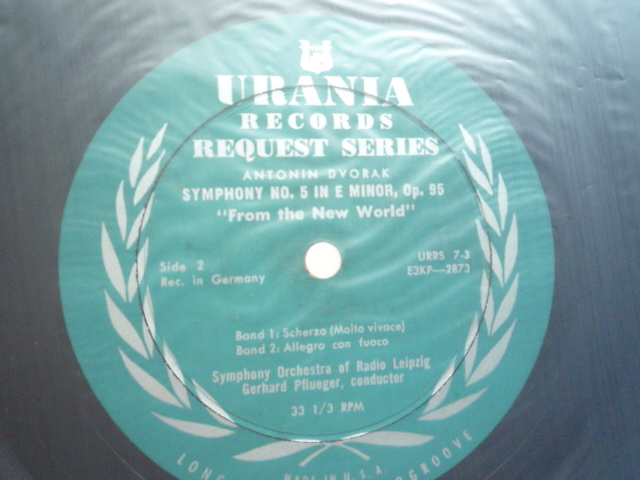 URANIA
RECORDS
REQUEST SERIES
ANTONIN DVORAK
SYMPHONY NO. 5 IN E MINOR, Op. 95
"From the New World"
Side 2
Rec. in Germany
URRS 7-3
E3KP—2873
Band 1: Scherzo (Molto vivace)
Band 2: Allegro con fuoco
Symphony Orchestra of Radio Leipzig
Gerhard Pflueger, conductor
33 1/3 RPM
MADE IN U. S. A.